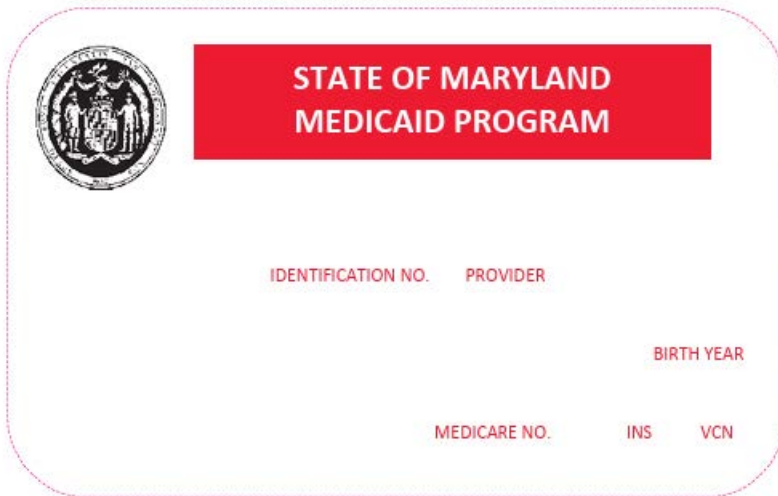 STATE OF MARYLAND
MEDICAID PROGRAM
IDENTIFICATION NO. PROVIDER
BIRTH YEAR
MEDICARE NO. INS VCN